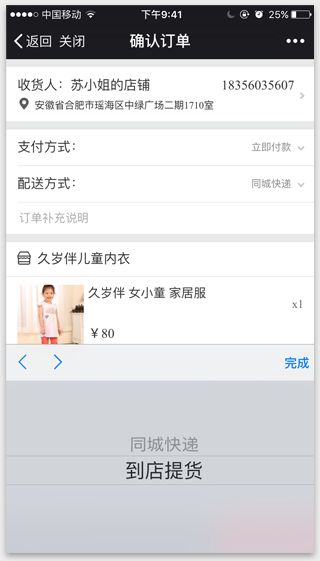 中国移动 下午9:41 25%
返回 关闭 确认订单
收货人：苏小姐的店铺 18356035607
安徽省合肥市瑶海区中绿广场二期1710室
支付方式： 立即付款
配送方式： 同城快递
订单补充说明
久岁伴儿童内衣
久岁伴 女小童 家居服
x1
￥80
完成
同城快递
到店提货